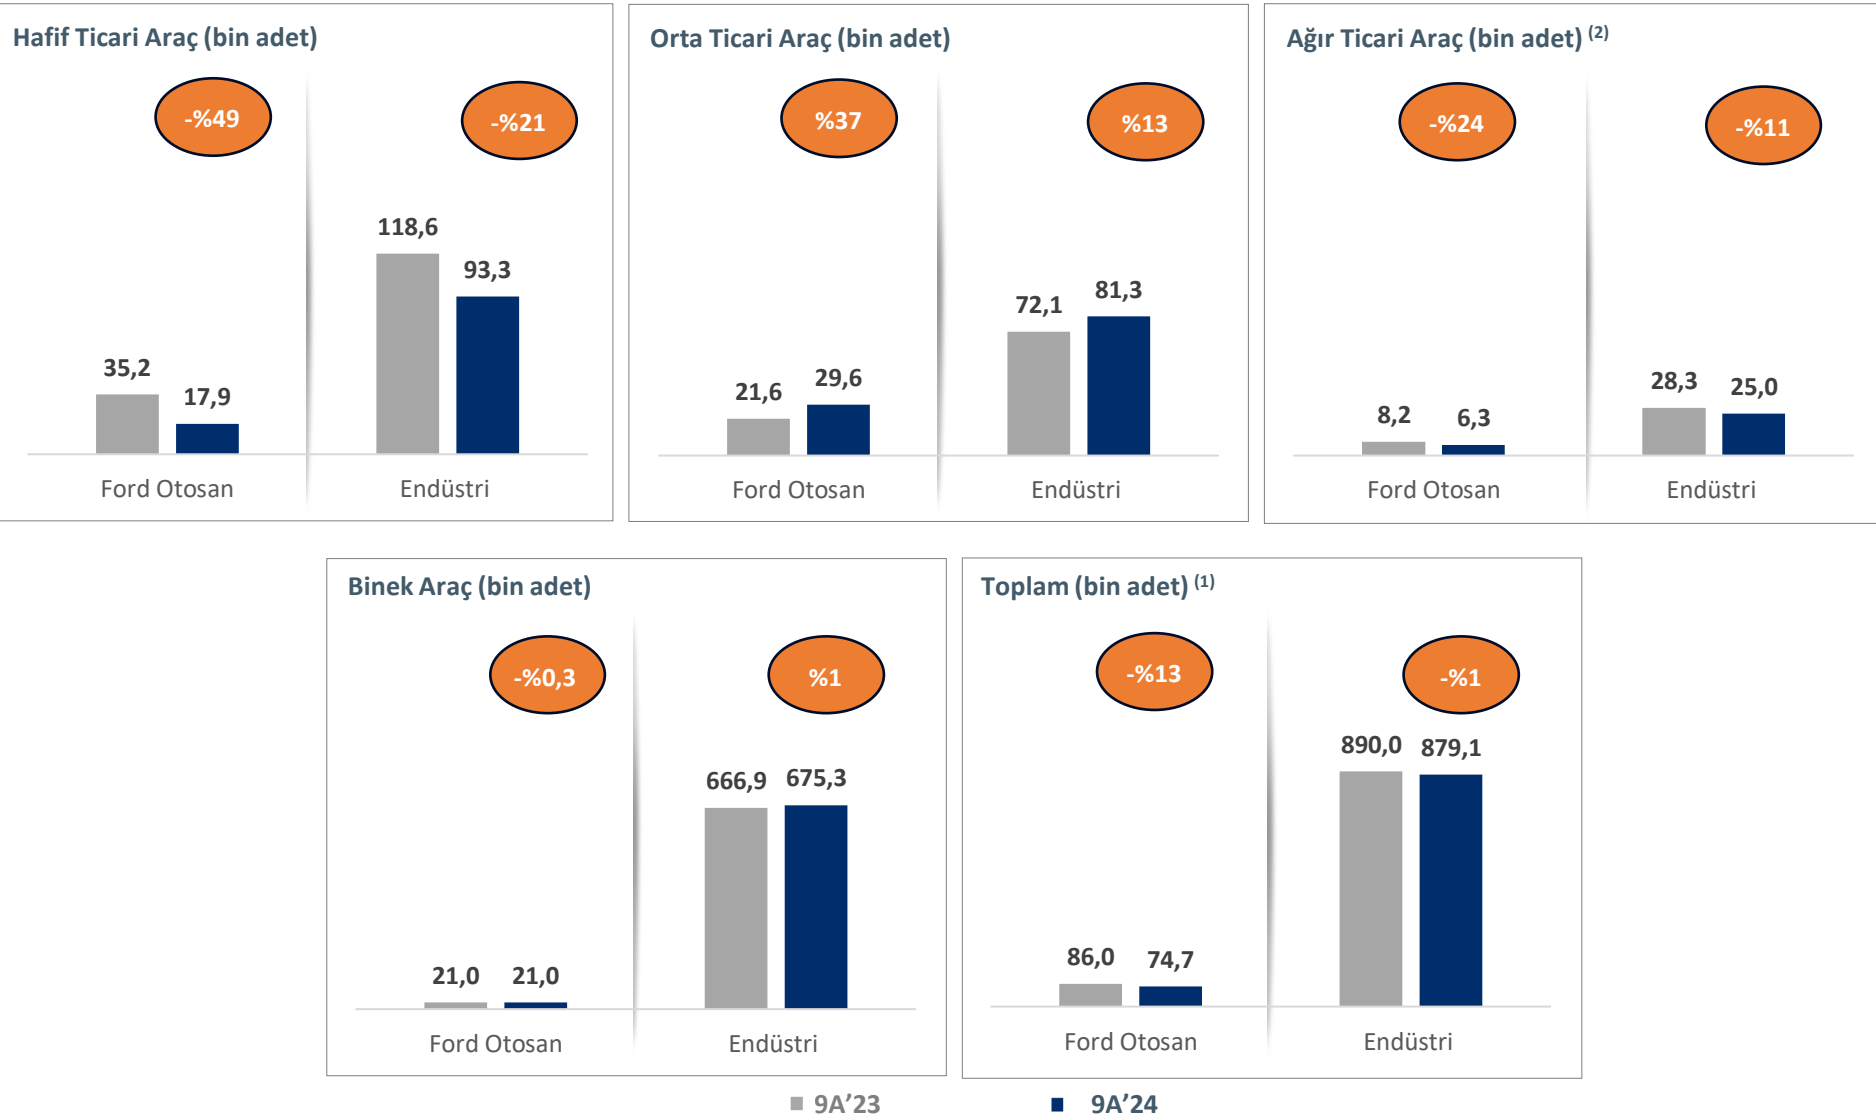 Hafif Ticari Araç (bin adet)
-%49
-%21
118,6
93,3
35,2
17,9
Ford Otosan
Endüstri
Orta Ticari Araç (bin adet)
%37
%13
72,1
81,3
21,6
29,6
Ford Otosan
Endüstri
Ağır Ticari Araç (bin adet) (2)
-%24
-%11
28,3
25,0
8,2
6,3
Ford Otosan
Endüstri
Binek Araç (bin adet)
-%0,3
%1
666,9
675,3
21,0
21,0
Ford Otosan
Endüstri
Toplam (bin adet) (1)
-%13
-%1
890,0
879,1
86,0
74,7
Ford Otosan
Endüstri
9A’23
9A’24